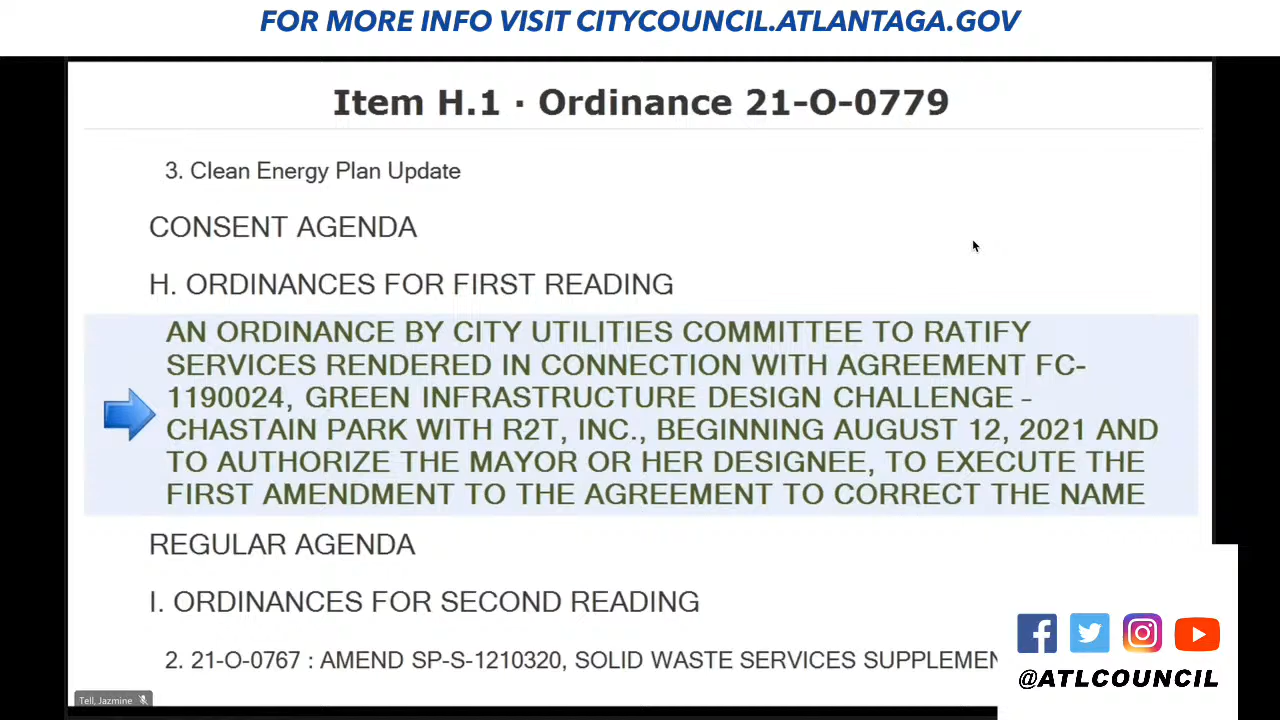 FOR MORE INFO VISIT CITYCOUNCIL.ATLANTAGA.GOV
Item H.1 · Ordinance 21-O-0779
3. Clean Energy Plan Update
CONSENT AGENDA
H. ORDINANCES FOR FIRST READING
AN ORDINANCE BY CITY UTILITIES COMMITTEE TO RATIFY
SERVICES RENDERED IN CONNECTION WITH AGREEMENT FC-
1190024, GREEN INFRASTRUCTURE DESIGN CHALLENGE –
CHASTAIN PARK WITH R2T, INC., BEGINNING AUGUST 12, 2021 AND
TO AUTHORIZE THE MAYOR OR HER DESIGNEE, TO EXECUTE THE
FIRST AMENDMENT TO THE AGREEMENT TO CORRECT THE NAME
REGULAR AGENDA
I. ORDINANCES FOR SECOND READING
2. 21-O-0767 : AMEND SP-S-1210320, SOLID WASTE SERVICES SUPPLEMEN
@ATLCOUNCIL
Tell, Jazmine